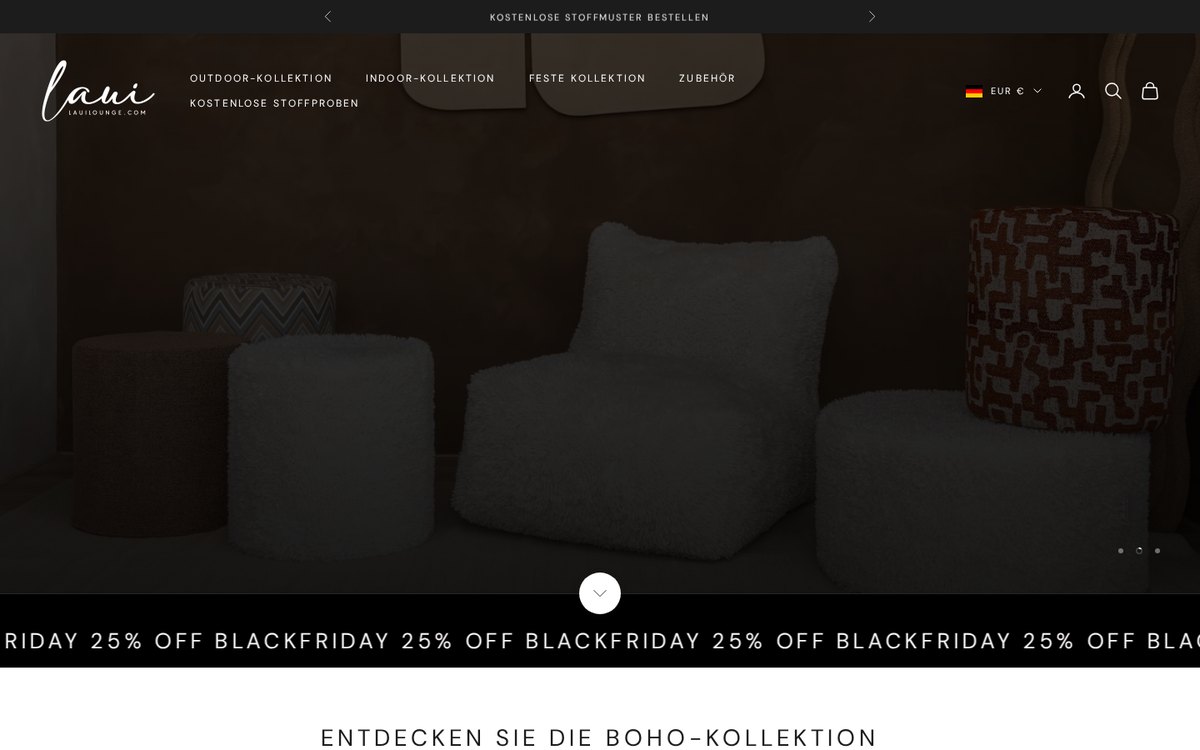 KOSTENLOSE STOFFMUSTER BESTELLEN
laui
LAUILOUNGE.COM
OUTDOOR-KOLLEKTION INDOOR-KOLLEKTION FESTE KOLLEKTION ZUBEHÖR
KOSTENLOSE STOFFPROBEN
EUR €
RIDAY 25% OFF BLACKFRIDAY 25% OFF BLACKFRIDAY 25% OFF BLACKFRIDAY 25% OFF BLAC
ENTDECKEN SIE DIE BOHO-KOLLEKTION